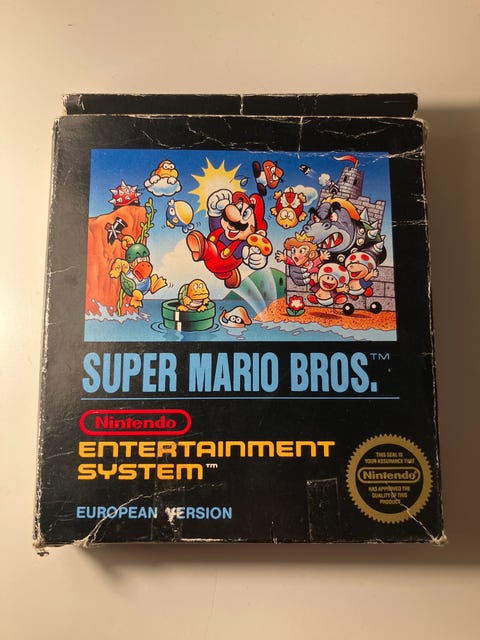 SUPER MARIO BROS.™
Nintendo
ENTERTAINMENT
SYSTEM™
EUROPEAN VERSION
THIS SEAL IS
YOUR ASSURANCE THAT
Nintendo
HAS APPROVED THE
QUALITY OF THIS
PRODUCT